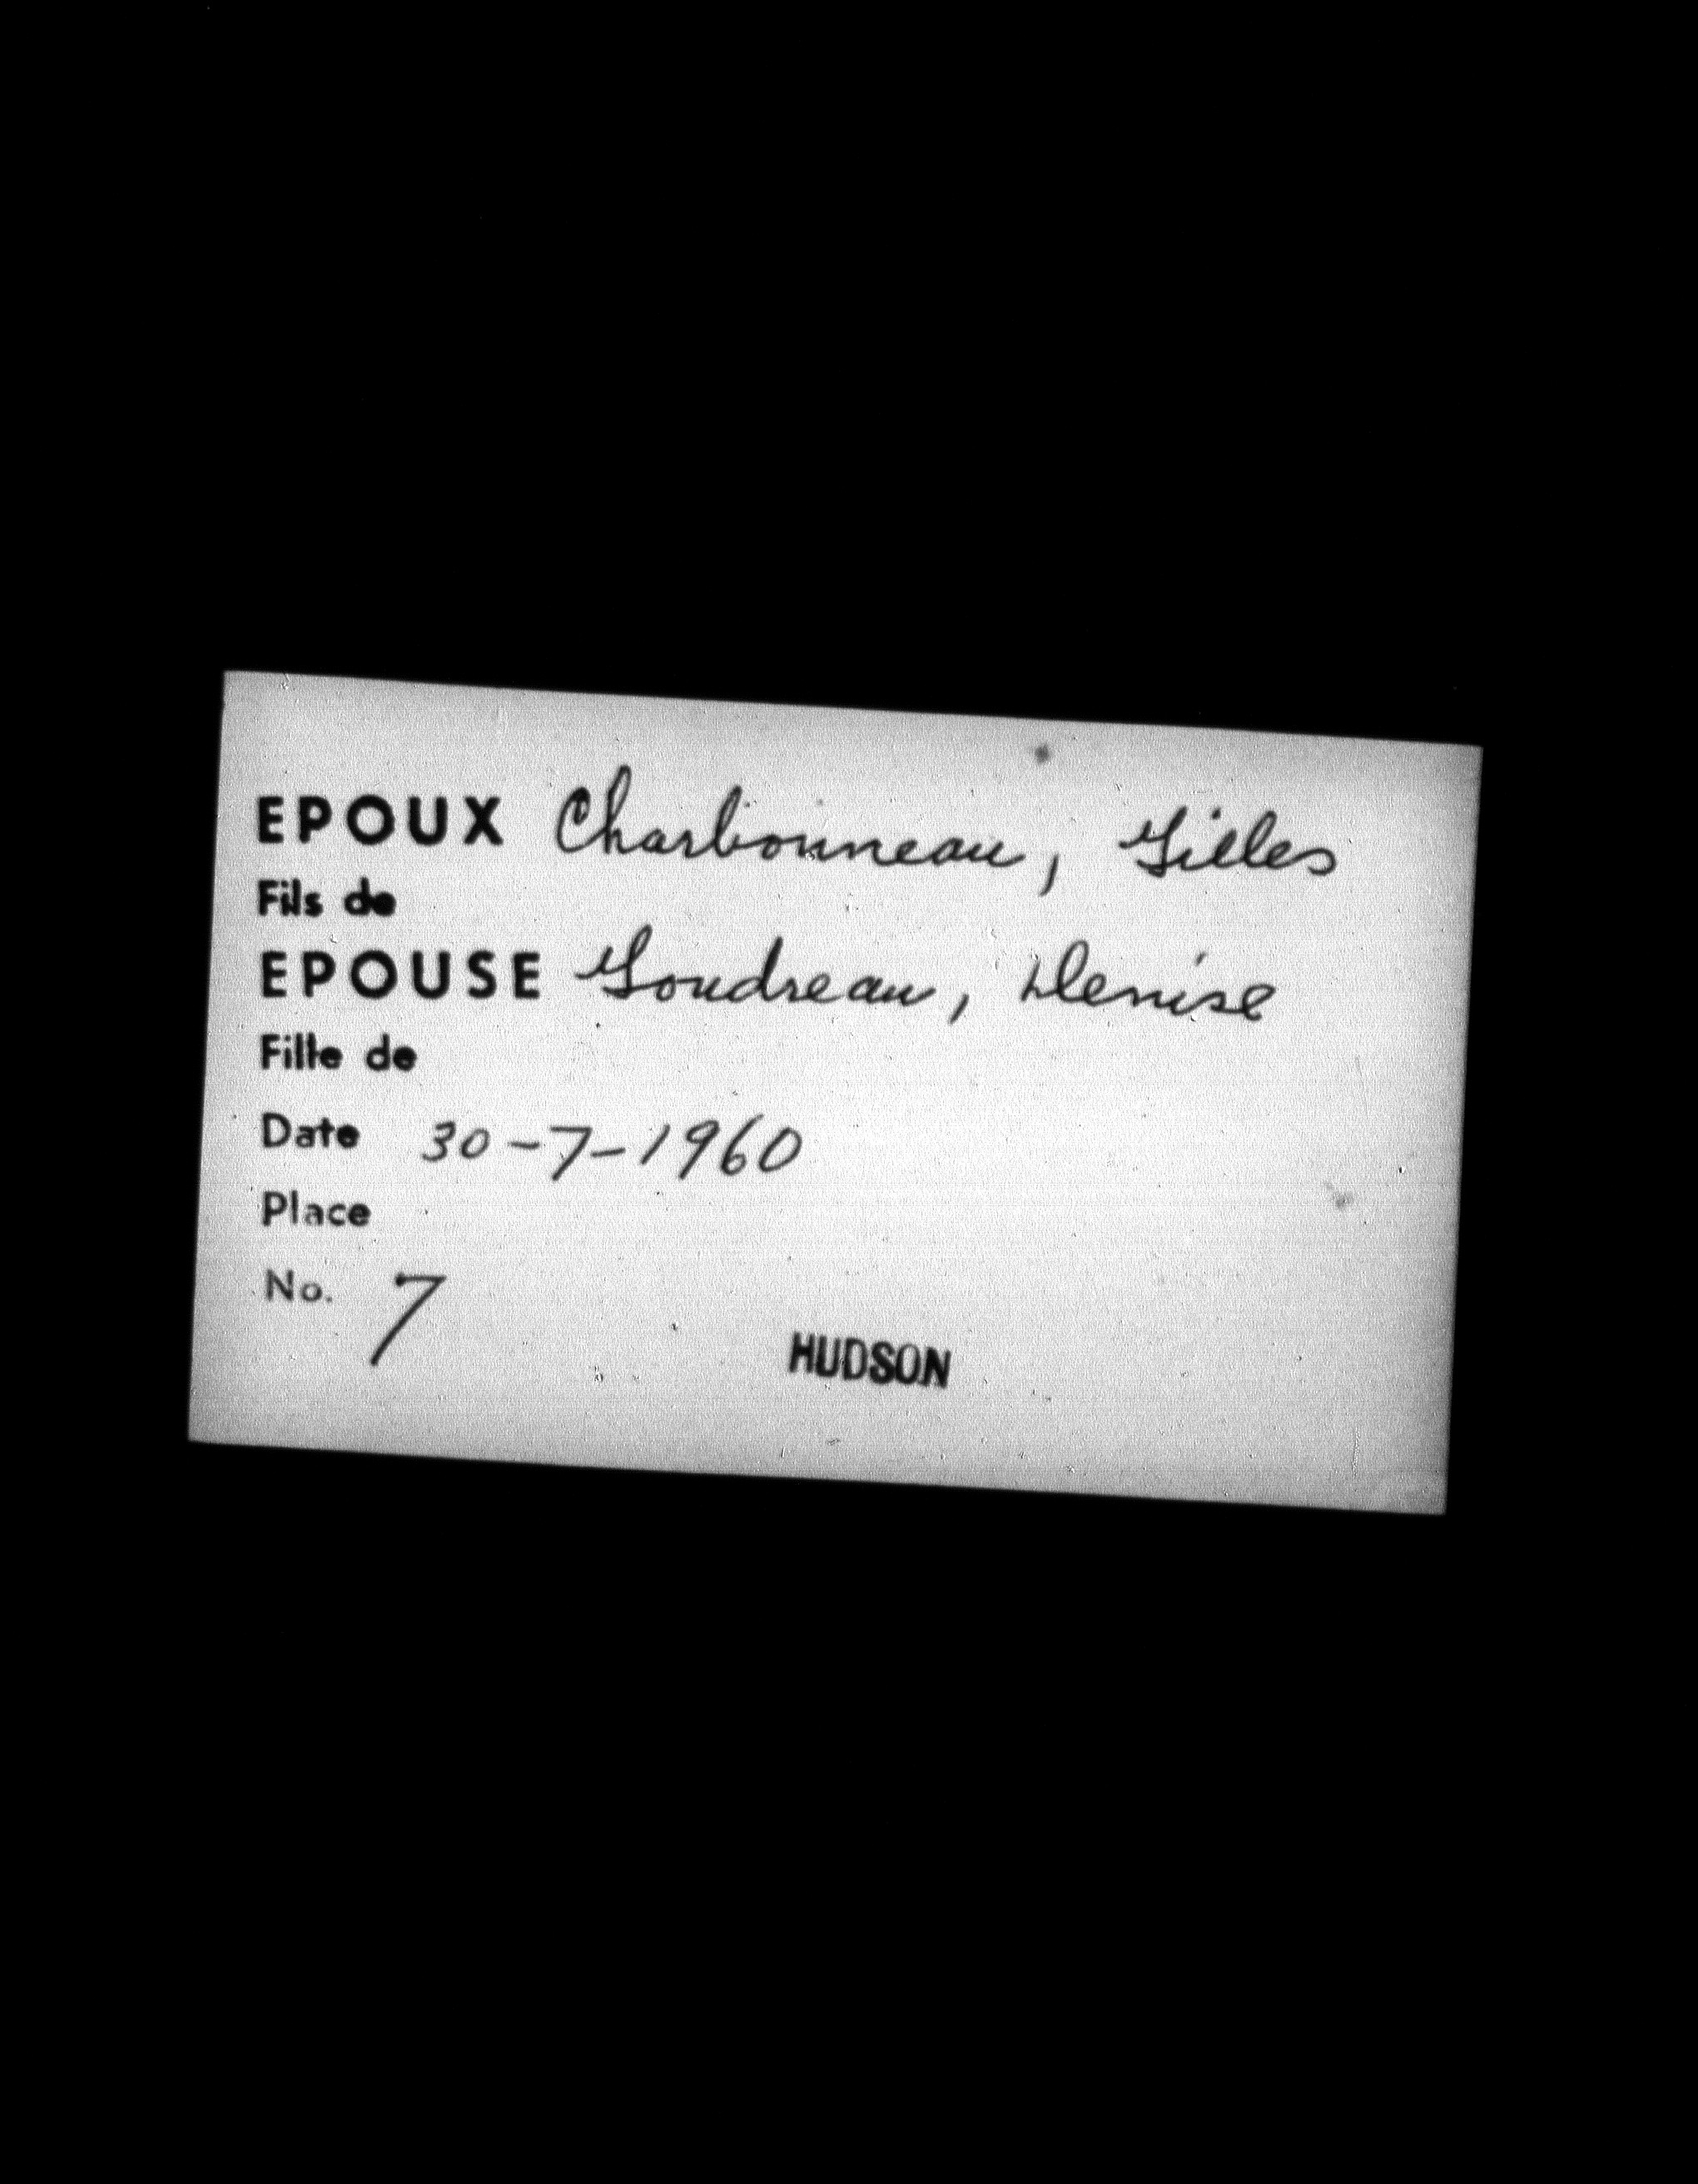 EPOUX Charbonneau, Gilles
Fils de
EPOUSE Goudreau, Denise
Fille de
Date 30-7-1960
Place
No. 7
HUDSON